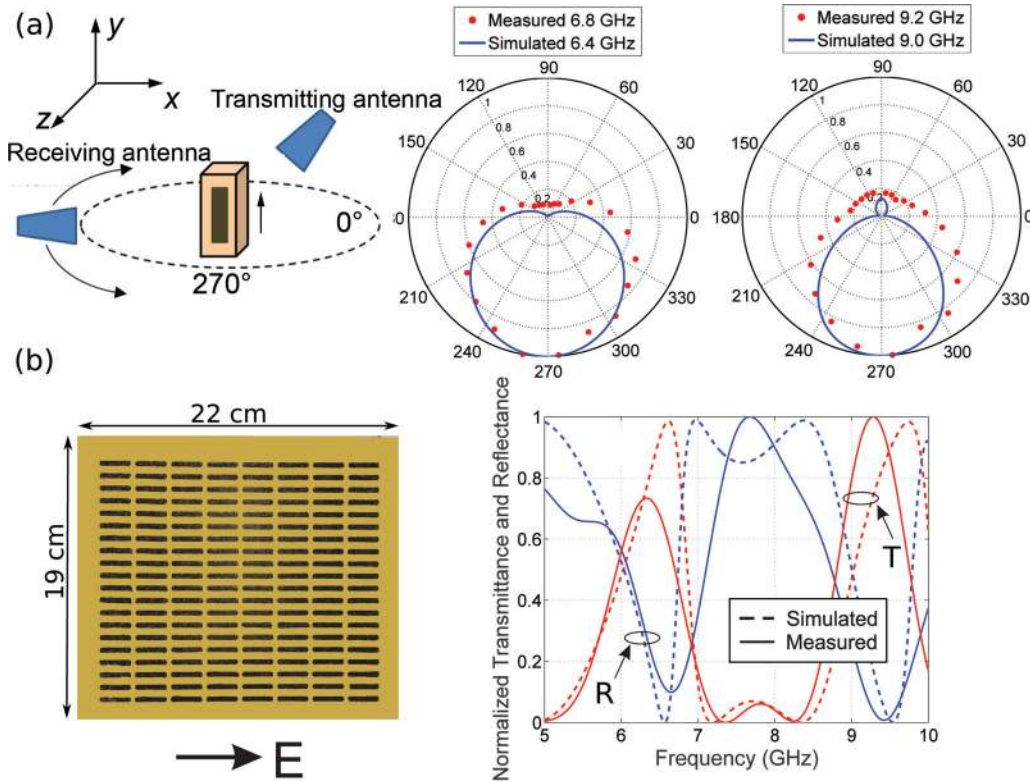 (a)
y
x
z
Transmitting antenna
Receiving antenna
0°
270°
Measured 6.8 GHz
Simulated 6.4 GHz
90
120
60
1
0.8
150
0.6
30
0.4
0.2
0
0
210
330
240
300
270
Measured 9.2 GHz
Simulated 9.0 GHz
90
120
60
1
0.8
150
0.6
30
0.4
180
0
210
330
240
300
270
(b)
22 cm
19 cm
E
Normalized Transmittance and Reflectance
1
0.8
0.6
0.4
0.2
0
T
R
Simulated
Measured
5 6 7 8 9 10
Frequency (GHz)